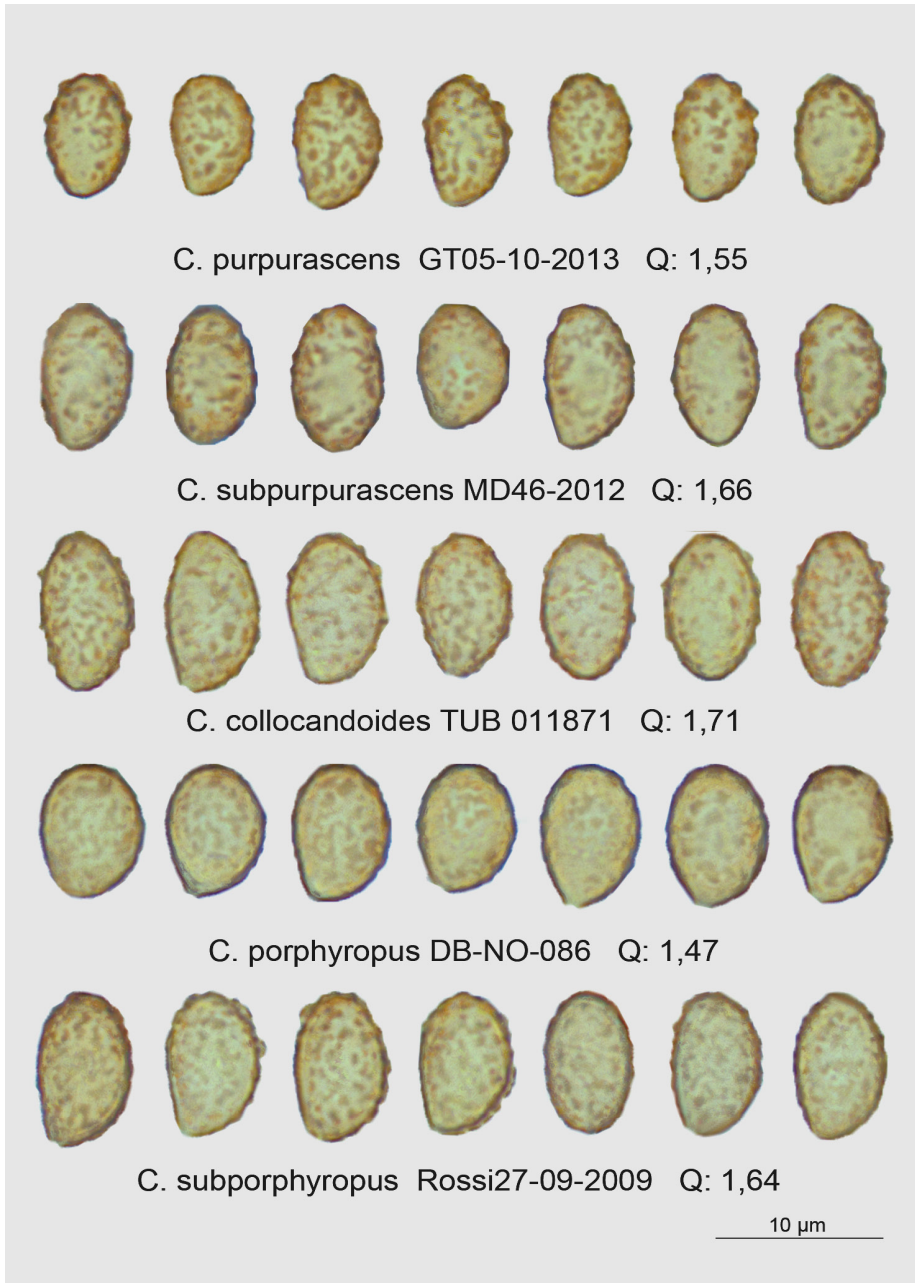 C. purpurascens GT05-10-2013 Q: 1,55
C. subpurpurascens MD46-2012 Q: 1,66
C. collocandoides TUB 011871 Q: 1,71
C. porphyropus DB-NO-086 Q: 1,47
C. subporphyropus Rossi27-09-2009 Q: 1,64
10 µm